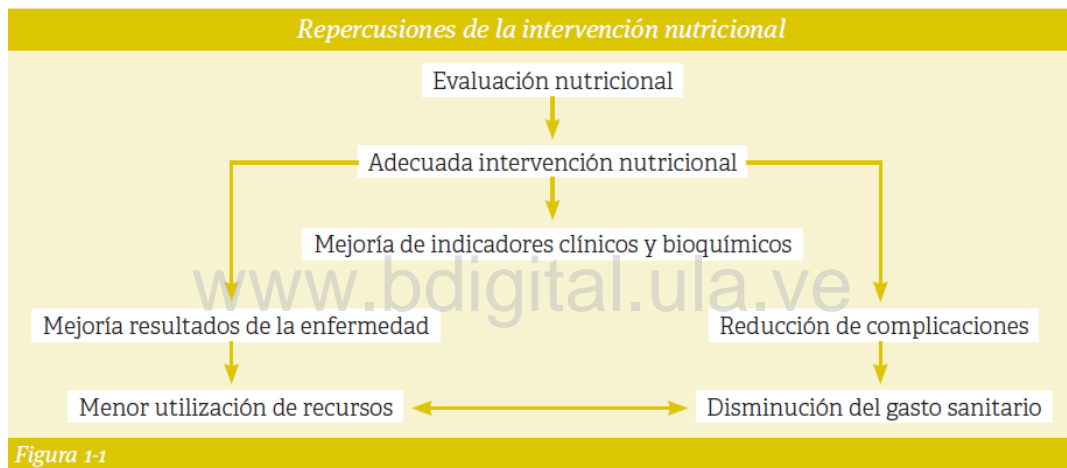 Repercusiones de la intervención nutricional
Evaluación nutricional
Adecuada intervención nutricional
Mejoría de indicadores clínicos y bioquímicos
www.bdigital.ula.ve
Mejoría resultados de la enfermedad
Reducción de complicaciones
Menor utilización de recursos
Disminución del gasto sanitario
Figura 1-1